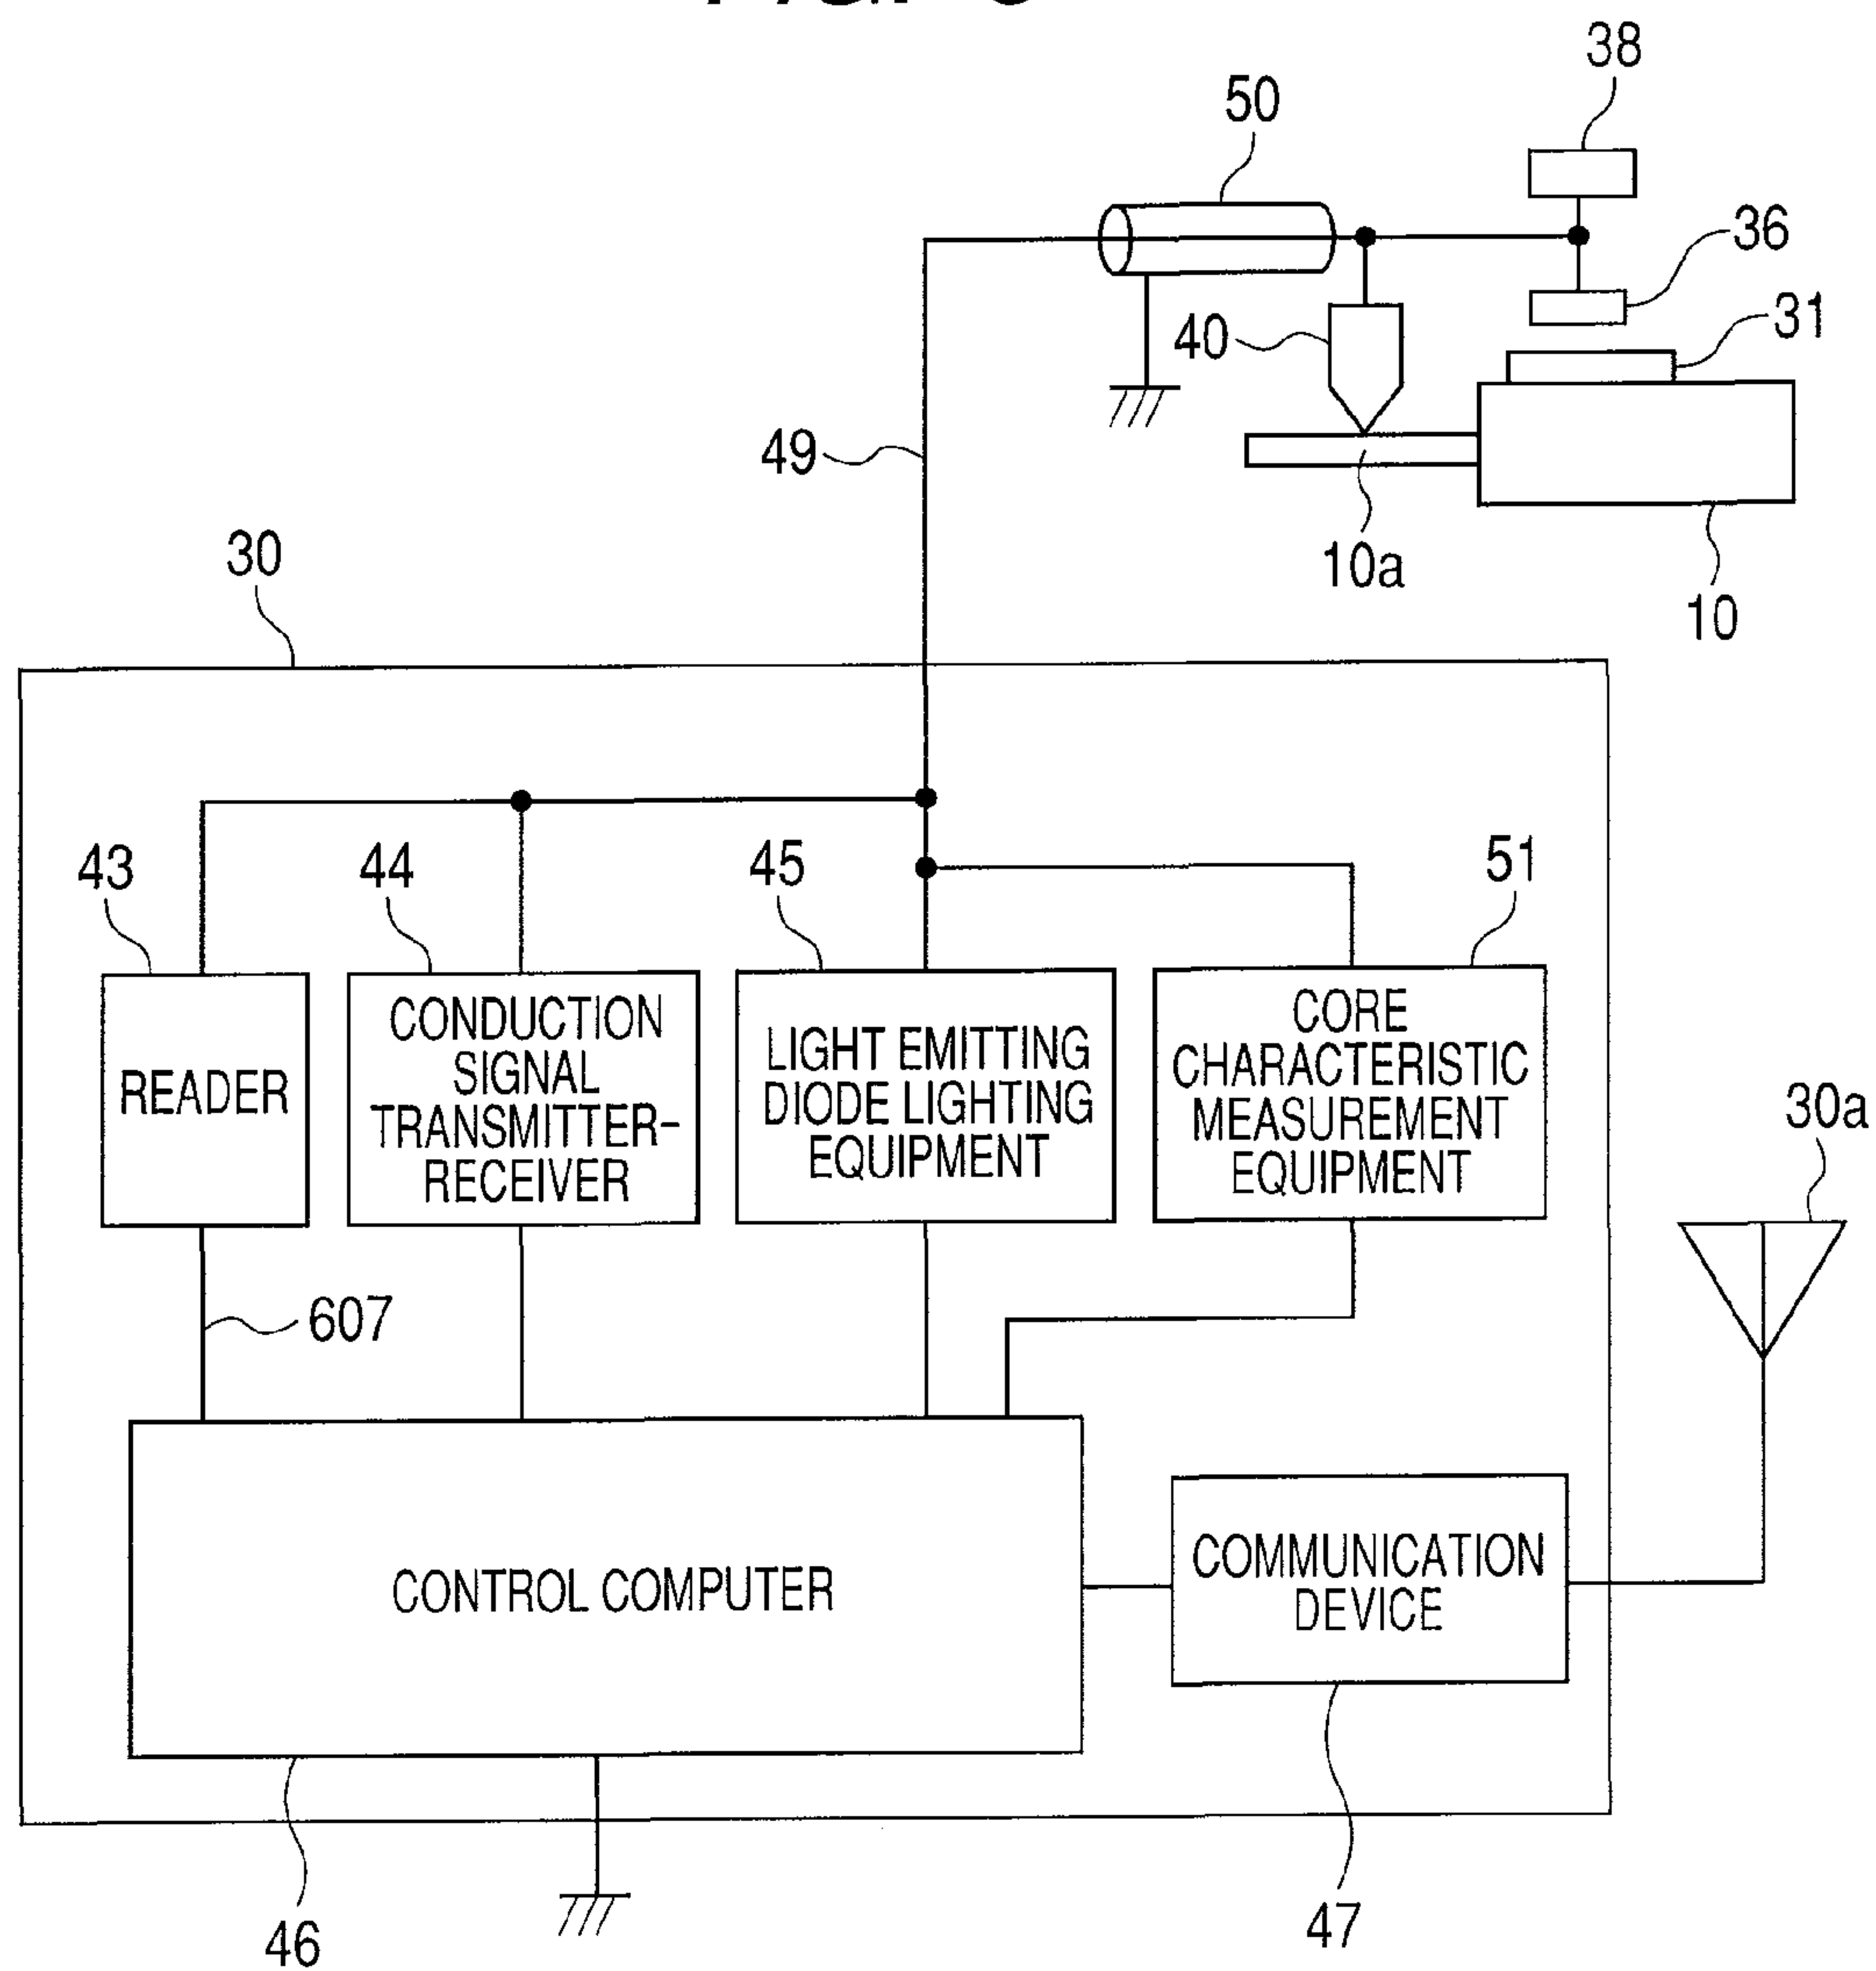 38
50
36
31
40
49
10a
30
10
43
44
45
51
READER
CONDUCTION
SIGNAL
TRANSMITTER-
RECEIVER
LIGHT EMITTING
DIODE LIGHTING
EQUIPMENT
CORE
CHARACTERISTIC
MEASUREMENT
EQUIPMENT
30a
607
CONTROL COMPUTER
COMMUNICATION
DEVICE
46
47